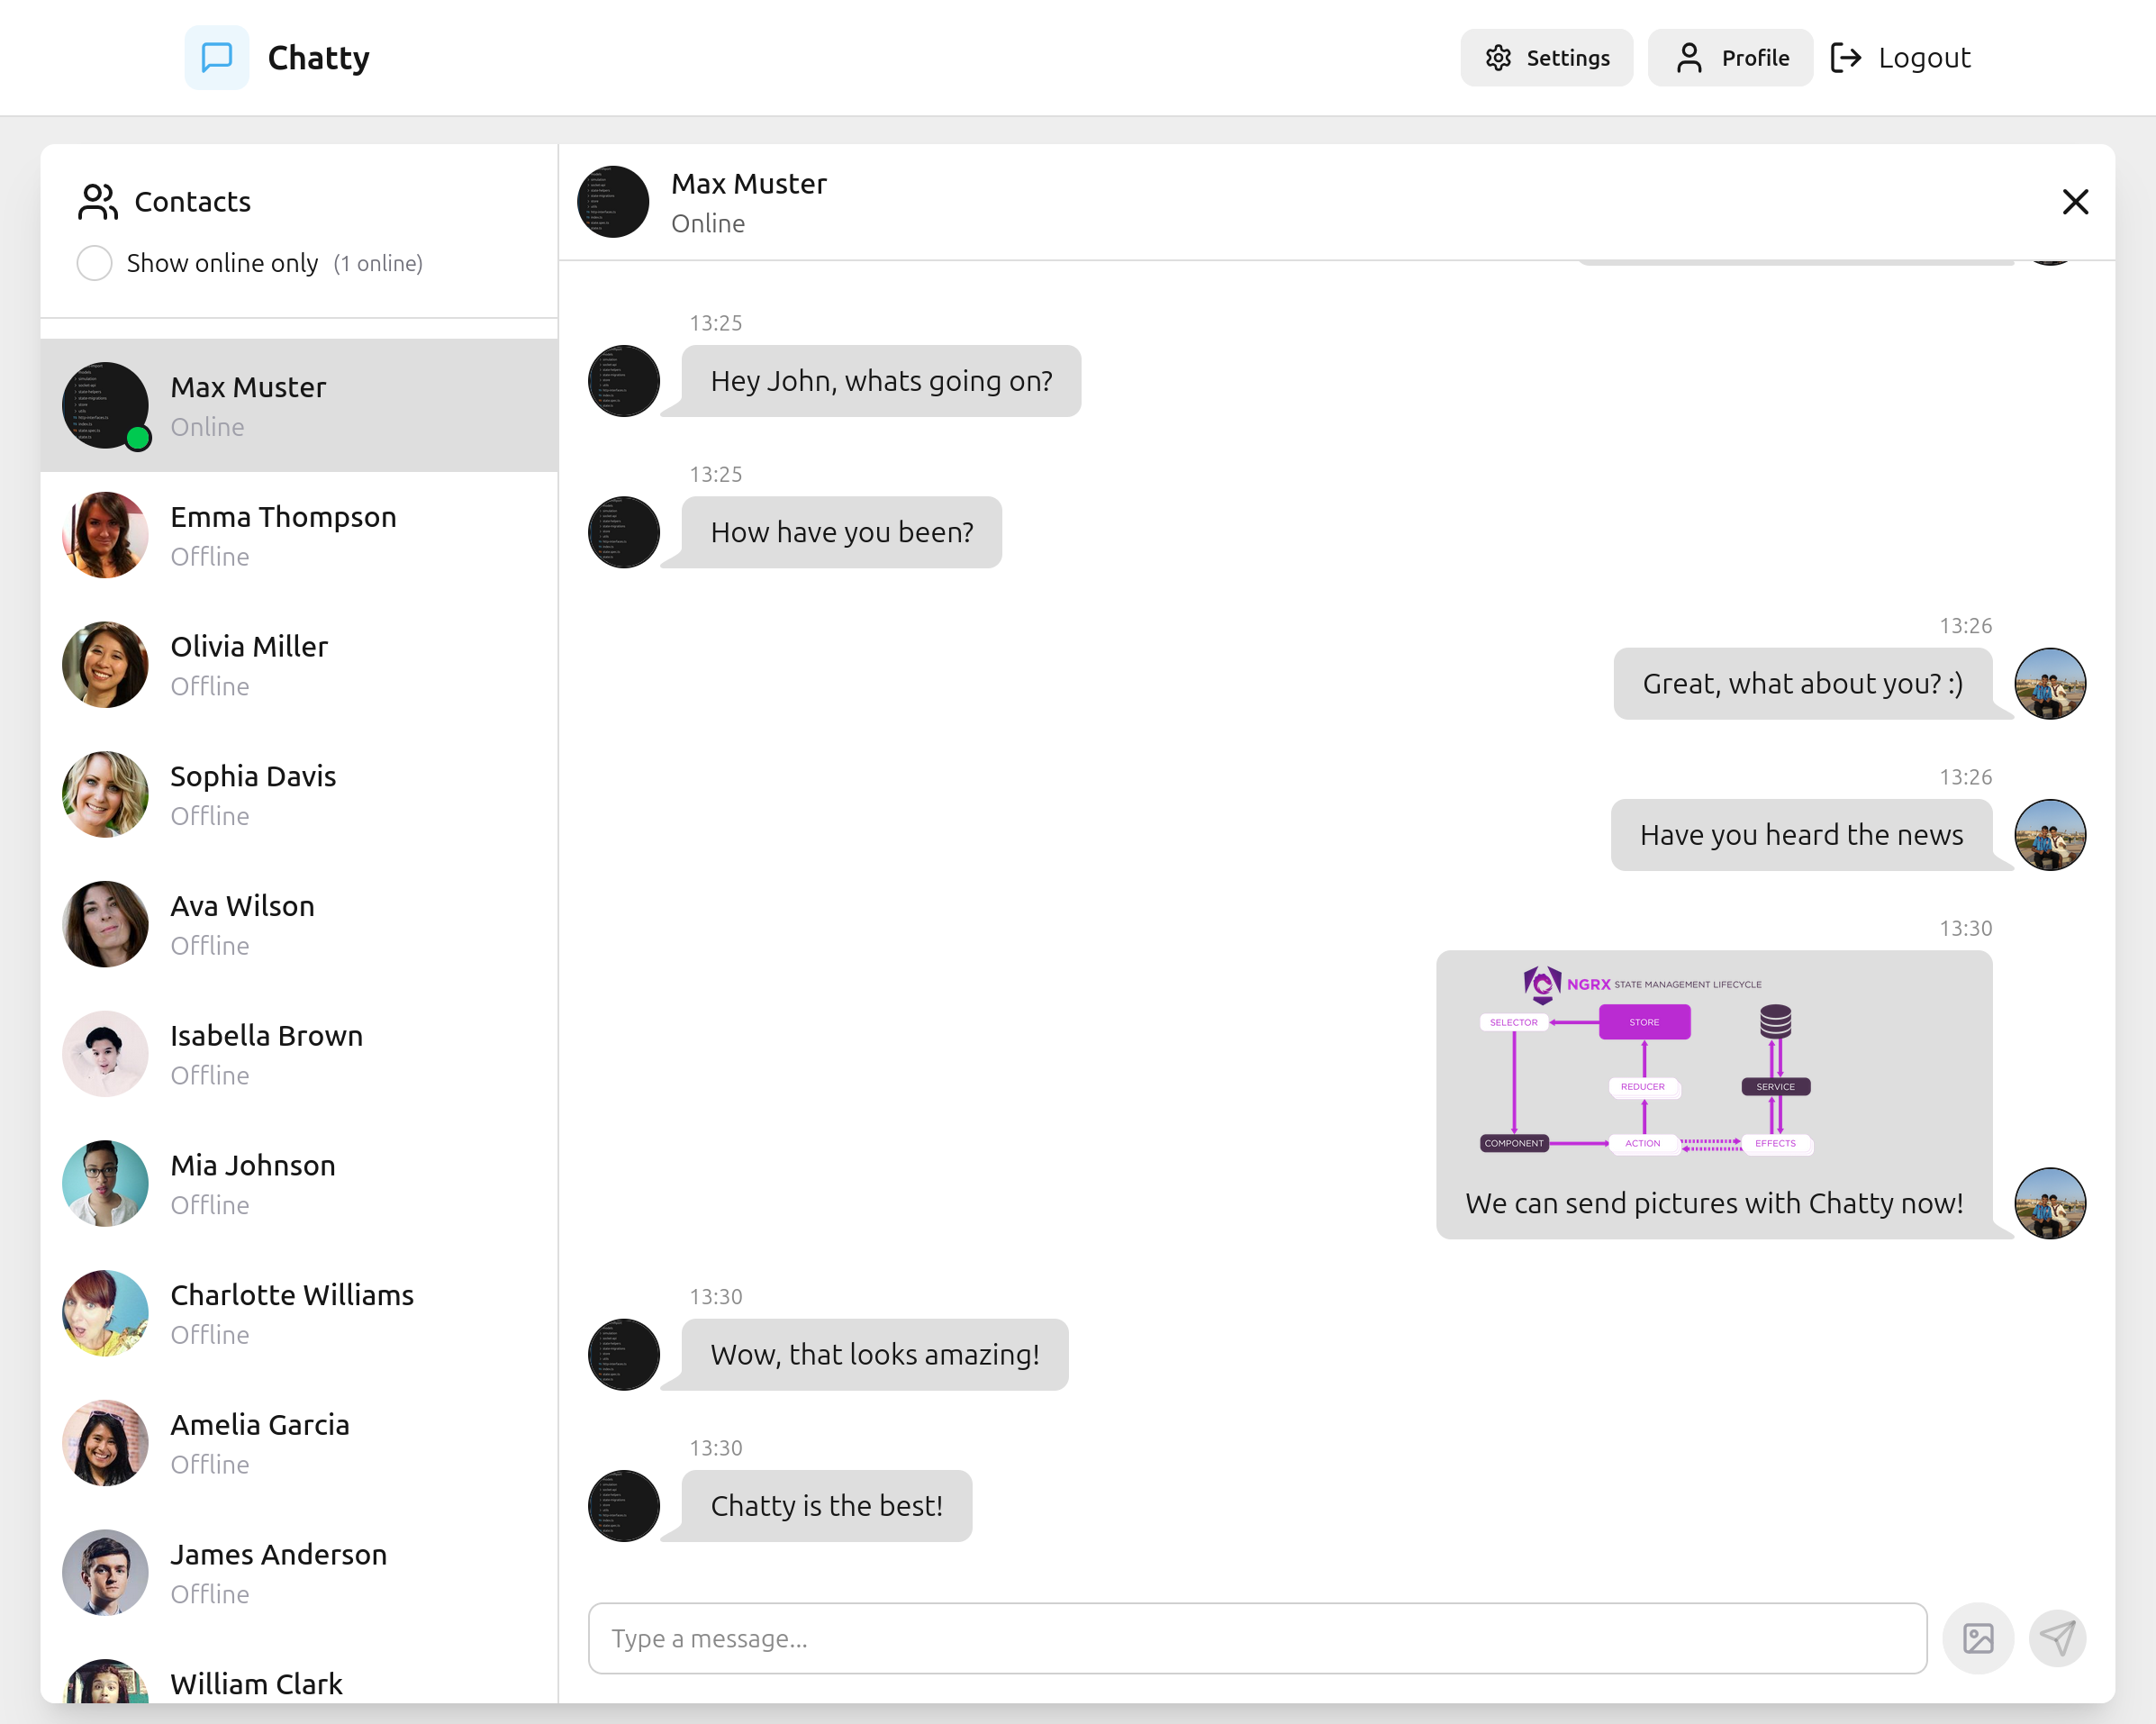 Chatty
Settings
Profile
Logout
Contacts
Show online only (1 online)
Max Muster
Online
Emma Thompson
Offline
Olivia Miller
Offline
Sophia Davis
Offline
Ava Wilson
Offline
Isabella Brown
Offline
Mia Johnson
Offline
Charlotte Williams
Offline
Amelia Garcia
Offline
James Anderson
Offline
William Clark
Max Muster
Online
13:25
Hey John, whats going on?
13:25
How have you been?
13:26
Great, what about you? :)
13:26
Have you heard the news
13:30
NGRX STATE MANAGEMENT LIFECYCLE
SELECTOR
STORE
REDUCER
SERVICE
COMPONENT
ACTION
EFFECTS
We can send pictures with Chatty now!
13:30
Wow, that looks amazing!
13:30
Chatty is the best!
Type a message...